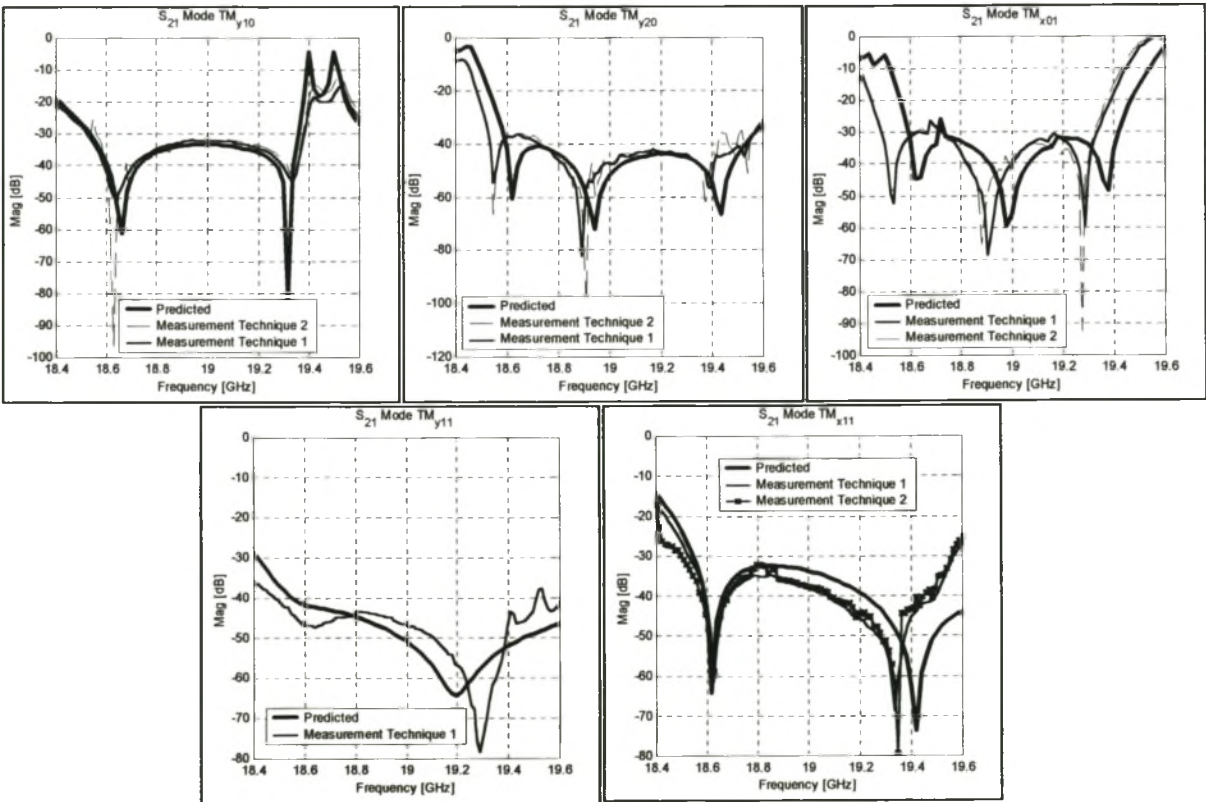 S21 Mode TMy10
0
-10
-20
-30
-40
-50
-60
-70
-80
-90
-100
Mag [dB]
Predicted
Measurement Technique 2
Measurement Technique 1
18.4 18.6 18.8 19 19.2 19.4 19.6
Frequency [GHz]
S21 Mode TMy20
0
-20
-40
-60
-80
-100
-120
Mag [dB]
Predicted
Measurement Technique 2
Measurement Technique 1
18.4 18.6 18.8 19 19.2 19.4 19.6
Frequency [GHz]
S21 Mode TMx01
0
-10
-20
-30
-40
-50
-60
-70
-80
-90
-100
Mag [dB]
Predicted
Measurement Technique 1
Measurement Technique 2
18.4 18.6 18.8 19 19.2 19.4 19.6
Frequency [GHz]
S21 Mode TMy11
0
-10
-20
-30
-40
-50
-60
-70
-80
Mag [dB]
Predicted
Measurement Technique 1
18.4 18.6 18.8 19 19.2 19.4 19.6
Frequency [GHz]
S21 Mode TMx11
0
-10
-20
-30
-40
-50
-60
-70
-80
Mag [dB]
Predicted
Measurement Technique 1
Measurement Technique 2
18.4 18.6 18.8 19 19.2 19.4 19.6
Frequency [GHz]